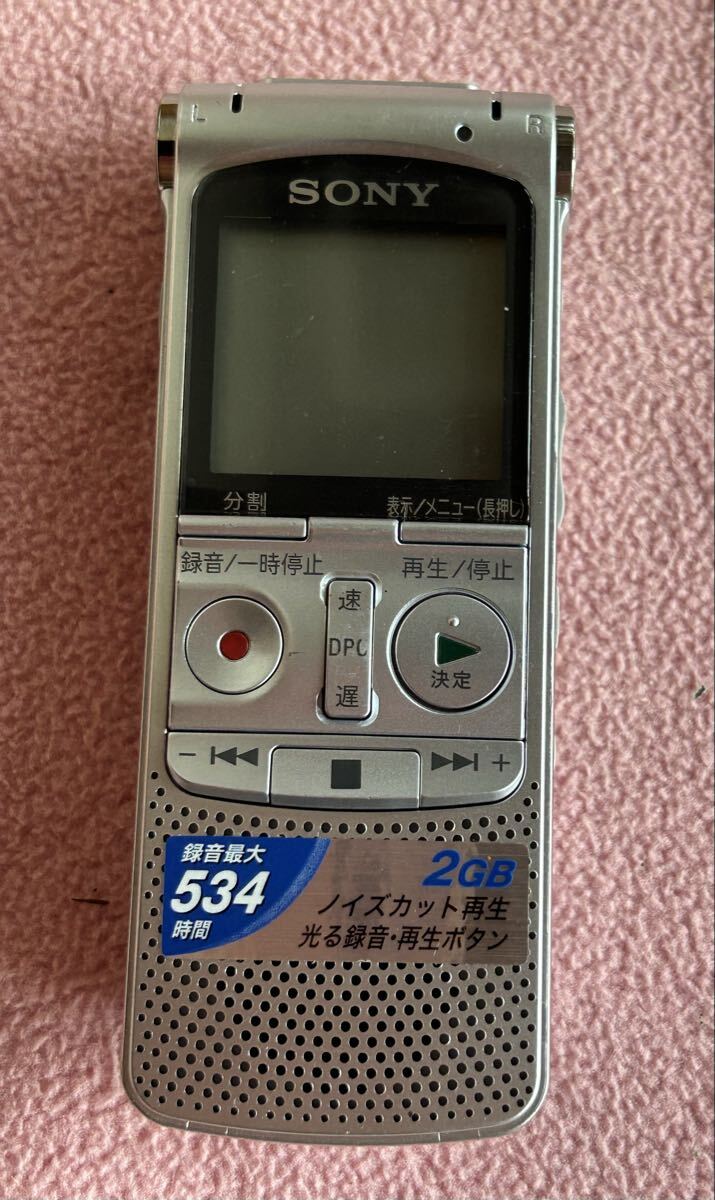 L R
SONY
分割 表示/メニュー(長押し)
録音/一時停止 再生/停止
速
DPC
遅
決定
− +
録音最大
534
時間
2GB
ノイズカット再生
光る録音・再生ボタン